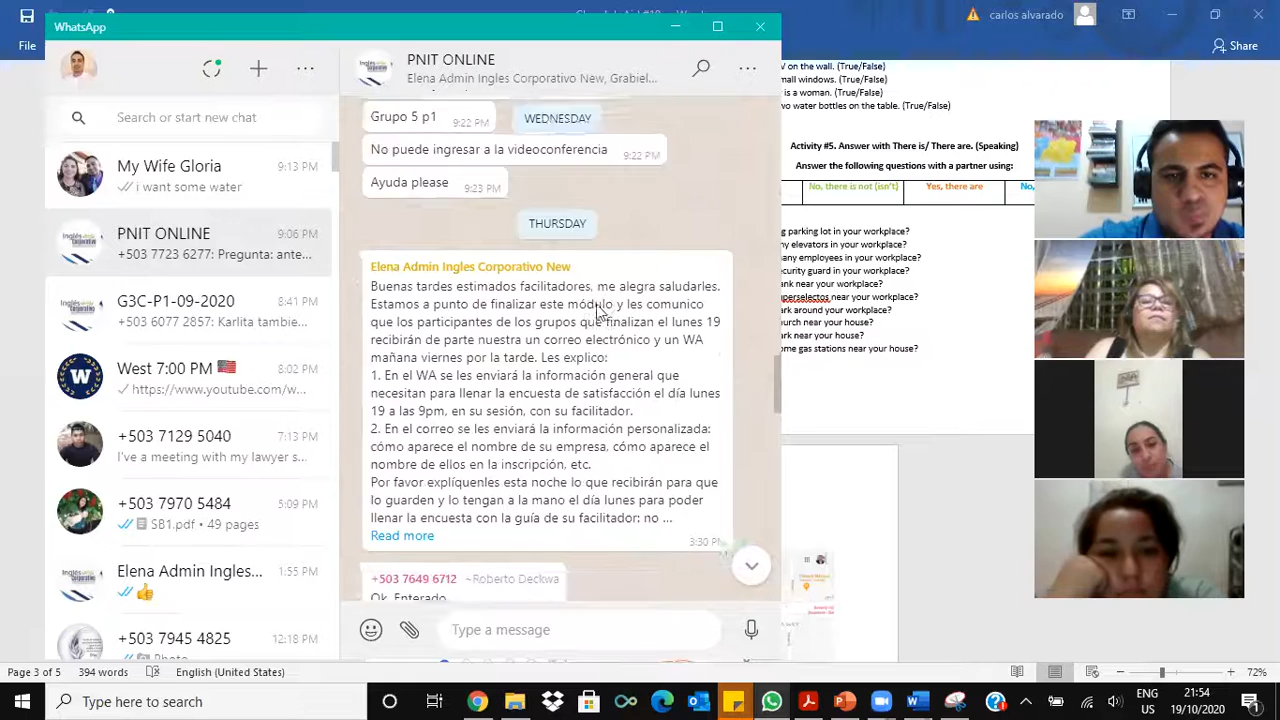 WhatsApp
Search or start new chat
My Wife Gloria
9:13 PM
i want some water
PNIT ONLINE
9:06 PM
+503 7723 6277: Pregunta: ante...
G3C-P1-09-2020
8:41 PM
+503 6077 2857: Karlita tambie...
West 7:00 PM
8:02 PM
https://www.youtube.com/w...
+503 7129 5040
7:13 PM
I've a meeting with my lawyer s...
+503 7970 5484
5:09 PM
SB1.pdf • 49 pages
Elena Admin Ingles...
1:55 PM
+503 7945 4825
12:18 PM
Photo
PNIT ONLINE
Elena Admin Ingles Corporativo New, Grabiel...
Grupo 5 p1
9:22 PM
WEDNESDAY
No puede ingresar a la videoconferencia
9:22 PM
Ayuda please
9:23 PM
THURSDAY
Elena Admin Ingles Corporativo New
Buenas tardes estimados facilitadores, me alegra saludarles.
Estamos a punto de finalizar este módulo y les comunico
que los participantes de los grupos que finalizan el lunes 19
recibirán de parte nuestra un correo electrónico y un WA
mañana viernes por la tarde. Les explico:
1. En el WA se les enviará la información general que
necesitan para llenar la encuesta de satisfacción el día lunes
19 a las 9pm, en su sesión, con su facilitador.
2. En el correo se les enviará la información personalizada:
cómo aparece el nombre de su empresa, cómo aparece el
nombre de ellos en la inscripción, etc.
Por favor explíquenles esta noche lo que recibirán para que
lo guarden y lo tengan a la mano el día lunes para poder
llenar la encuesta con la guía de su facilitador: no ...
Read more
3:30 PM
+503 7649 6712 ~Roberto Deckwa
Ok. Enterado
Type a message
File
carlos alvarado
Share
on the wall. (True/False)
mall windows. (True/False)
is a woman. (True/False)
wo water bottles on the table. (True/False)
Activity #5. Answer with There is/ There are. (Speaking)
Answer the following questions with a partner using:
No, there is not (isn't)
Yes, there are
No,
g parking lot in your workplace?
ny elevators in your workplace?
many employees in your workplace?
ecurity guard in your workplace?
ank near your workplace?
uperselectos near your workplace?
ark around your workplace?
urch near your house?
ark near your house?
ome gas stations near your house?
Page 3 of 5
394 words
English (United States)
72%
Type here to search
ENG
US
21:54
19/10/2020